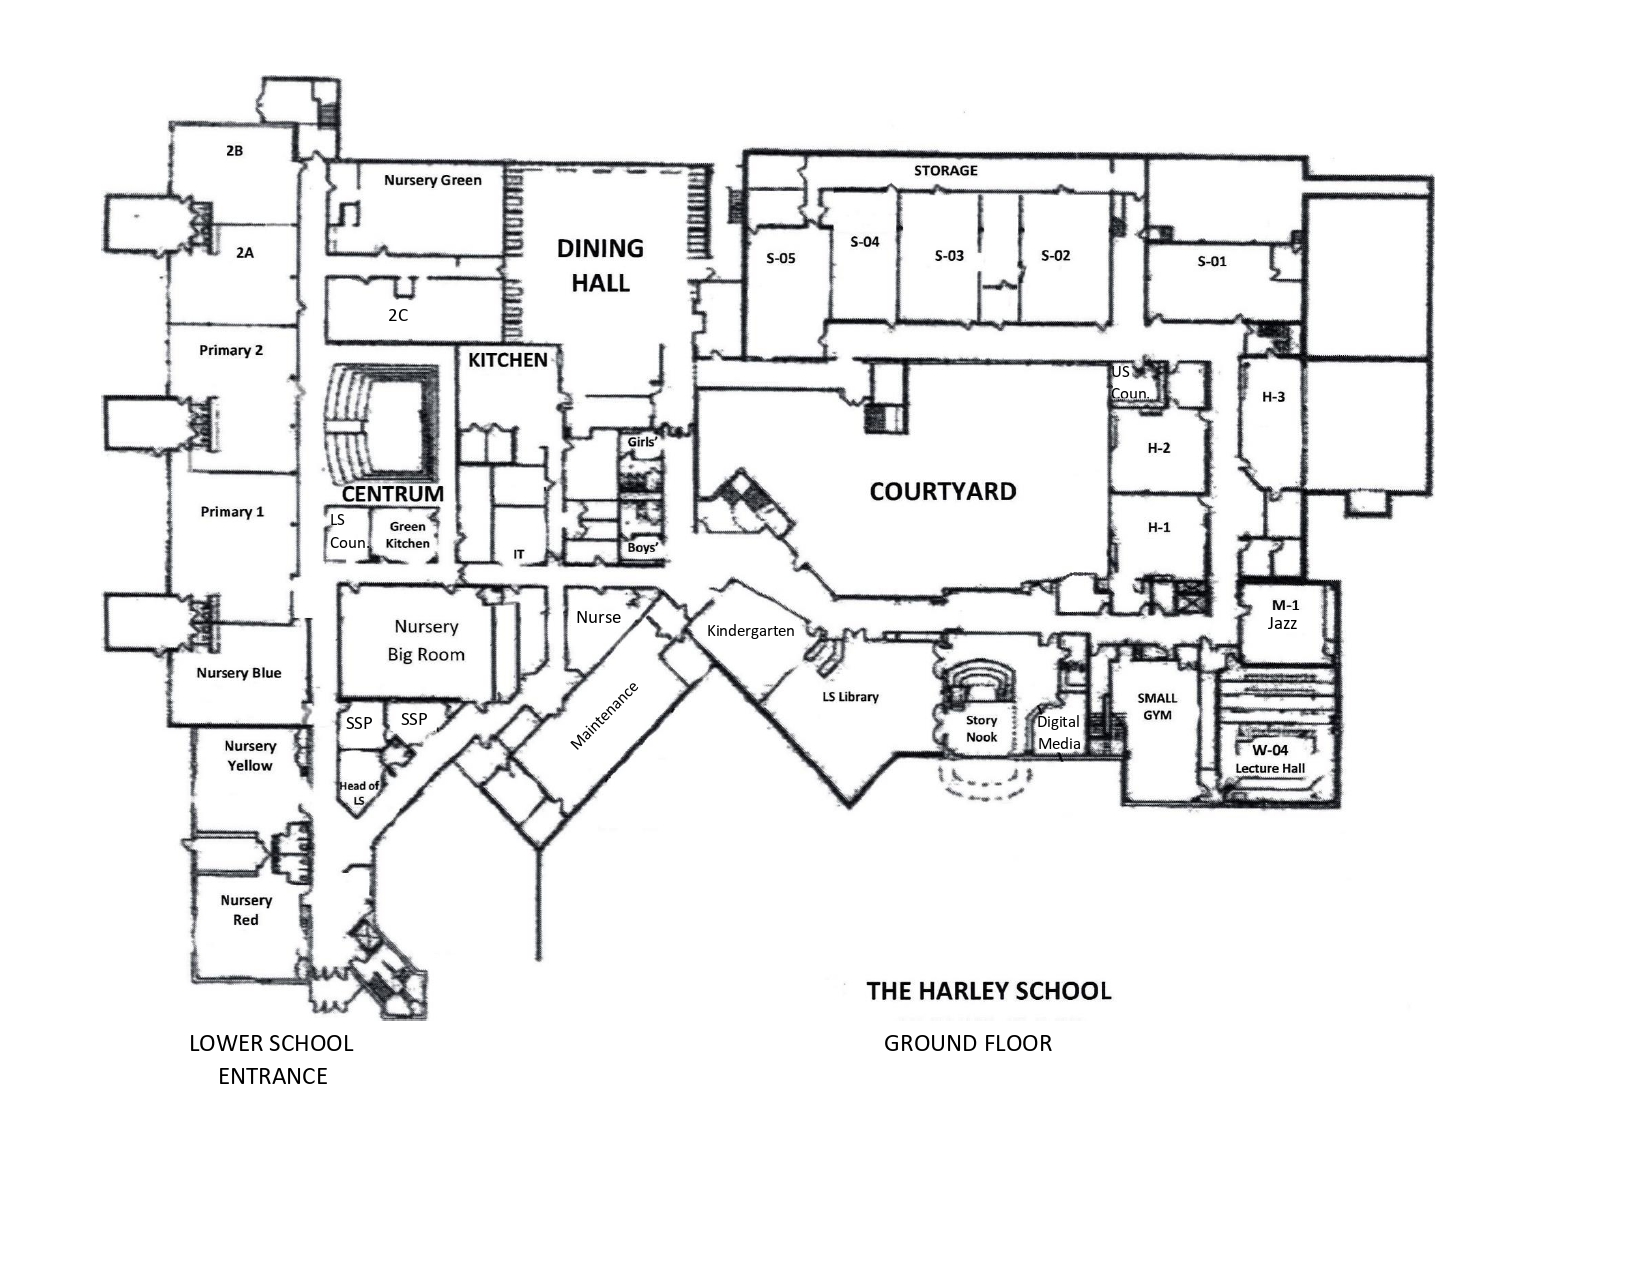 2B
Nursery Green
STORAGE
DINING
HALL
2A
S-05
S-04
S-03
S-02
S-01
2C
Primary 2
KITCHEN
US
Coun.
H-3
Girls'
H-2
CENTRUM
COURTYARD
Primary 1
LS
Coun.
Green
Kitchen
IT
Boys'
H-1
Nursery
Big Room
Nurse
Kindergarten
M-1
Jazz
Nursery Blue
LS Library
SMALL
GYM
SSP
SSP
Maintenance
Story
Nook
Digital
Media
W-04
Lecture Hall
Nursery
Yellow
Head of
LS
Nursery
Red
THE HARLEY SCHOOL
LOWER SCHOOL
ENTRANCE
GROUND FLOOR